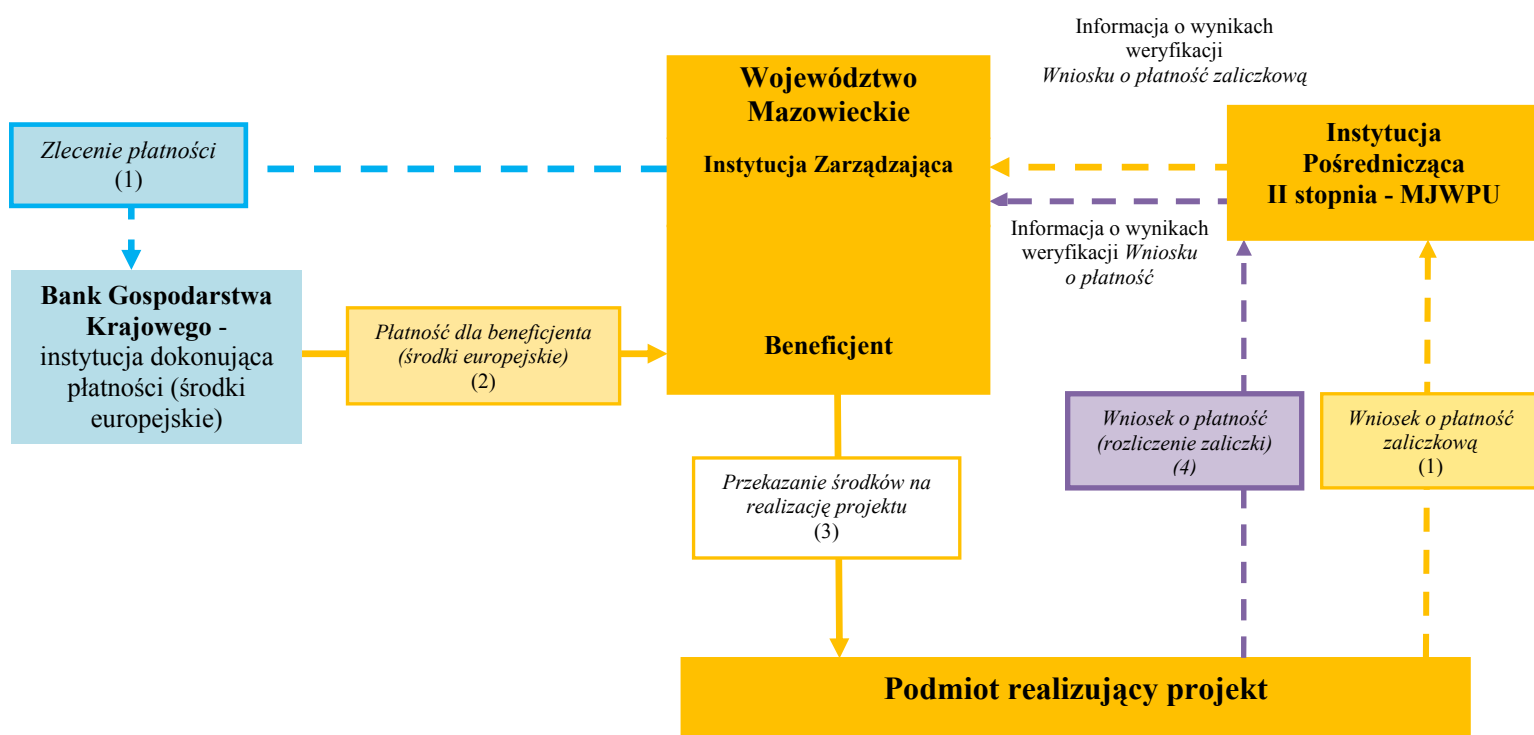 Informacja o wynikach
weryfikacji
Wniosku o płatność zaliczkową
Województwo
Mazowieckie
Instytucja Zarządzająca
Beneficjent
Zlecenie płatności
(1)
Instytucja
Pośrednicząca
II stopnia - MJWPU
Informacja o wynikach
weryfikacji Wniosku
o płatność
Bank Gospodarstwa
Krajowego -
instytucja dokonująca
płatności (środki
europejskie)
Płatność dla beneficjenta
(środki europejskie)
(2)
Wniosek o płatność
(rozliczenie zaliczki)
(4)
Wniosek o płatność
zaliczkową
(1)
Przekazanie środków na
realizację projektu
(3)
Podmiot realizujący projekt